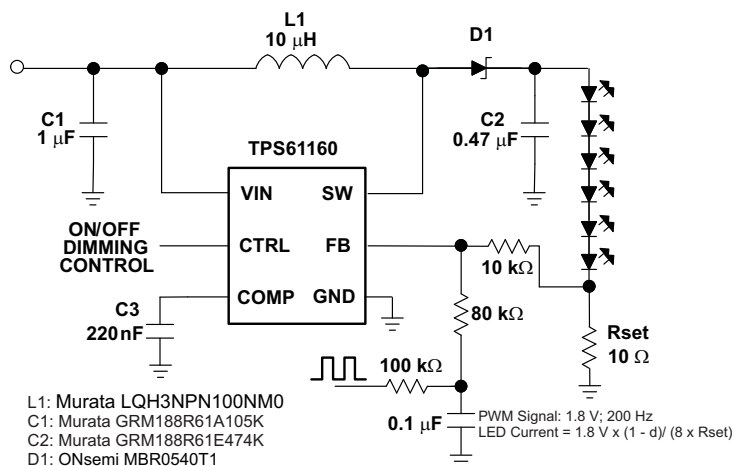 L1
10 μH
D1
C1
1 μF
C2
0.47 μF
TPS61160
VIN
SW
ON/OFF
DIMMING
CONTROL
CTRL
FB
10 kΩ
COMP
GND
C3
220nF
80 kΩ
Rset
10 Ω
100 kΩ
0.1 μF
L1: Murata LQH3NPN100NM0
C1: Murata GRM188R61A105K
C2: Murata GRM188R61E474K
D1: ONsemi MBR0540T1
PWM Signal: 1.8 V; 200 Hz
LED Current = 1.8 V x (1 - d)/ (8 x Rset)